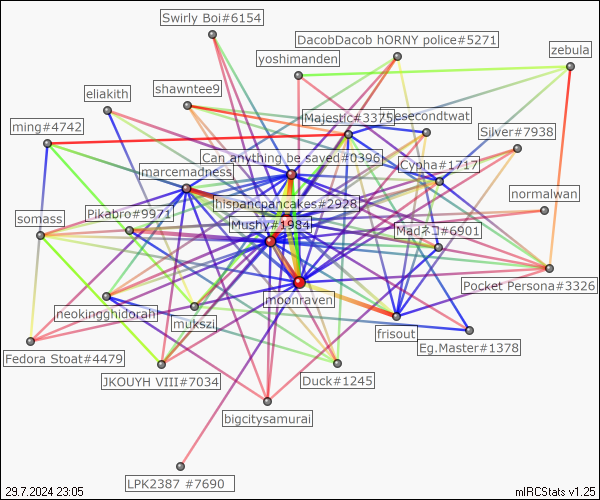 Swirly Boi#6154
DacobDacob hORNY police#5271
yoshimanden
zebula
shawntee9
eliakith
Majestic#3375
esecondtwat
ming#4742
Silver#7938
Can anything be saved#0396
Cypha#1717
marcemadness
normalwan
hispancpancakes#2928
Pikabro#9971
somass
Mushy#1984
Madネコ#6901
Pocket Persona#3326
moonraven
neokingghidorah
mukszi
frisout
Eg.Master#1378
Fedora Stoat#4479
JKOUYH VIII#7034
Duck#1245
bigcitysamurai
LPK2387 #7690
29.7.2024 23:05
mIRCStats v1.25